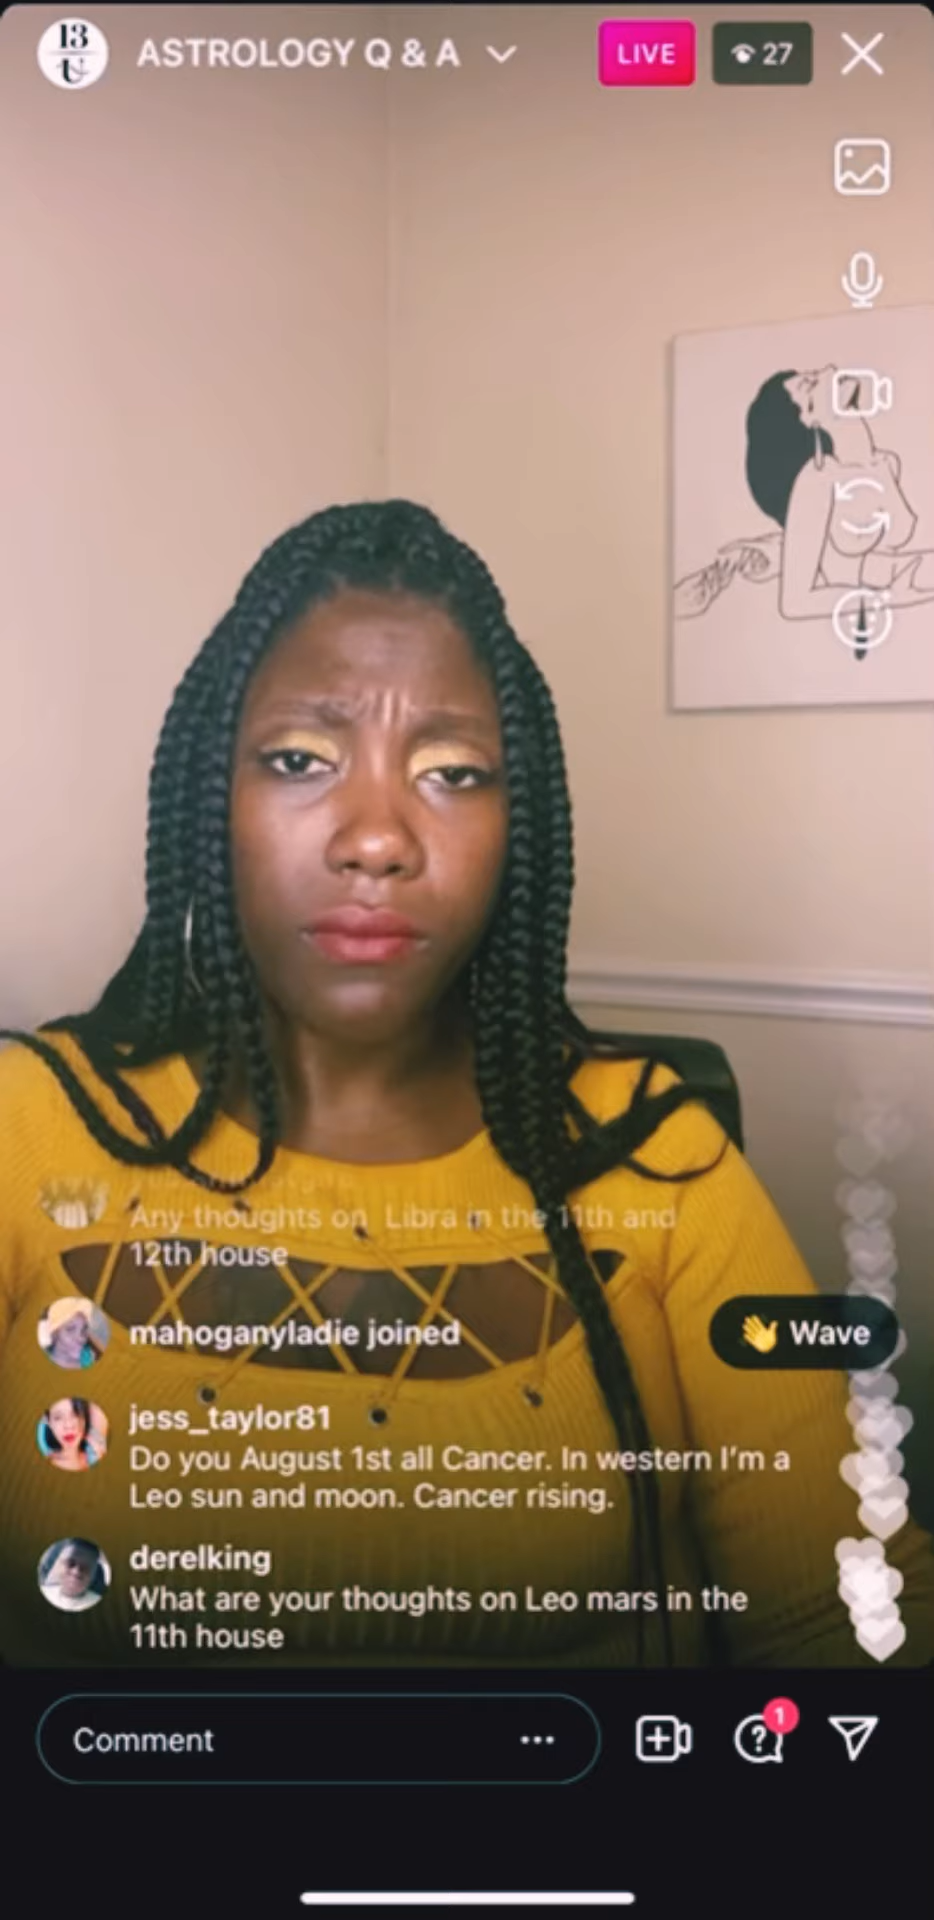 13
U
ASTROLOGY Q & A
LIVE
27
Any thoughts on Libra in the 11th and
12th house
mahoganyladie joined
Wave
jess_taylor81
Do you August 1st all Cancer. In western I’m a
Leo sun and moon. Cancer rising.
derelking
What are your thoughts on Leo mars in the
11th house
Comment
1